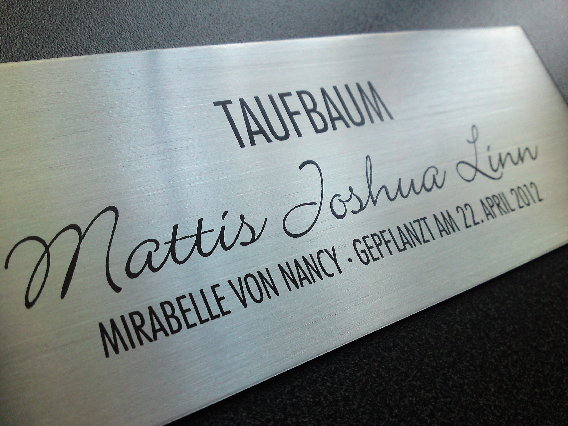 TAUFBAUM
Mattis Joshua Linn
MIRABELLE VON NANCY · GEPFLANZT AM 22. APRIL 2012